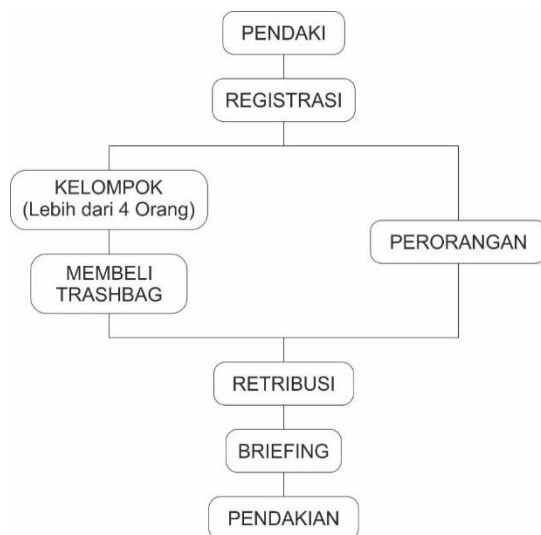 PENDAKI
REGISTRASI
KELOMPOK
(Lebih dari 4 Orang)
PERORANGAN
MEMBELI
TRASHBAG
RETRIBUSI
BRIEFING
PENDAKIAN